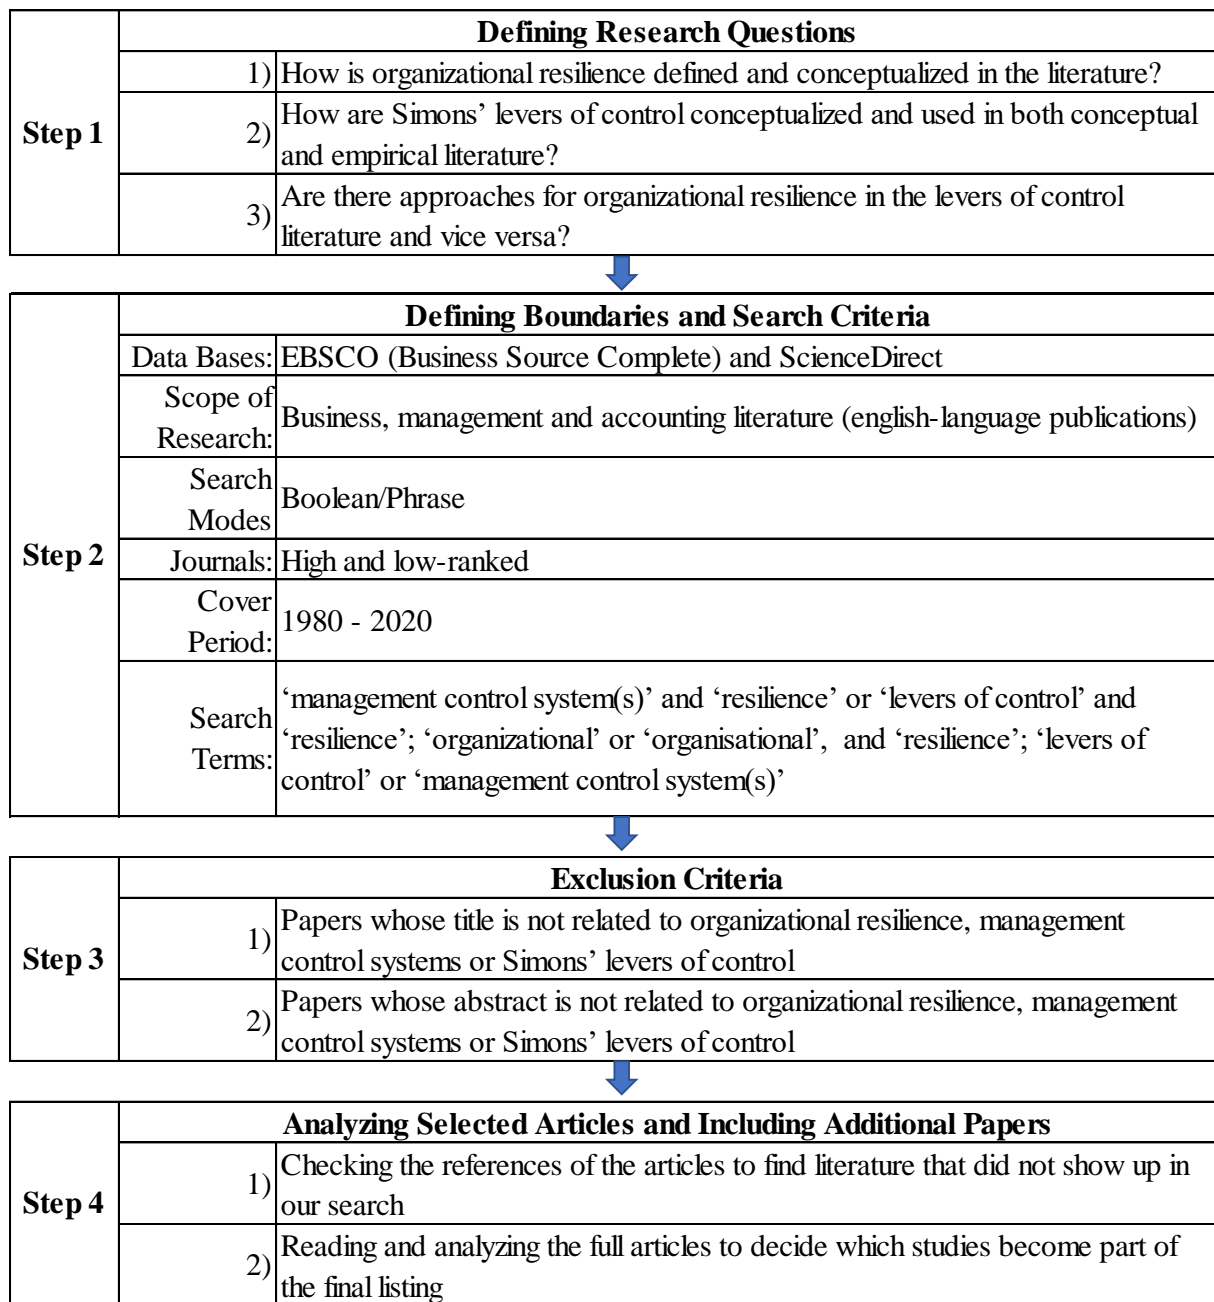 Step 1
Defining Research Questions
1) How is organizational resilience defined and conceptualized in the literature?
2) How are Simons’ levers of control conceptualized and used in both conceptual
and empirical literature?
3) Are there approaches for organizational resilience in the levers of control
literature and vice versa?
Step 2
Defining Boundaries and Search Criteria
Data Bases: EBSCO (Business Source Complete) and ScienceDirect
Scope of
Research:
Business, management and accounting literature (english-language publications)
Search
Modes
Boolean/Phrase
Journals: High and low-ranked
Cover
Period:
1980 - 2020
Search
Terms:
‘management control system(s)’ and ‘resilience’ or ‘levers of control’ and
‘resilience’; ‘organizational’ or ‘organisational’, and ‘resilience’; ‘levers of
control’ or ‘management control system(s)’
Step 3
Exclusion Criteria
1) Papers whose title is not related to organizational resilience, management
control systems or Simons’ levers of control
2) Papers whose abstract is not related to organizational resilience, management
control systems or Simons’ levers of control
Step 4
Analyzing Selected Articles and Including Additional Papers
1) Checking the references of the articles to find literature that did not show up in
our search
2) Reading and analyzing the full articles to decide which studies become part of
the final listing